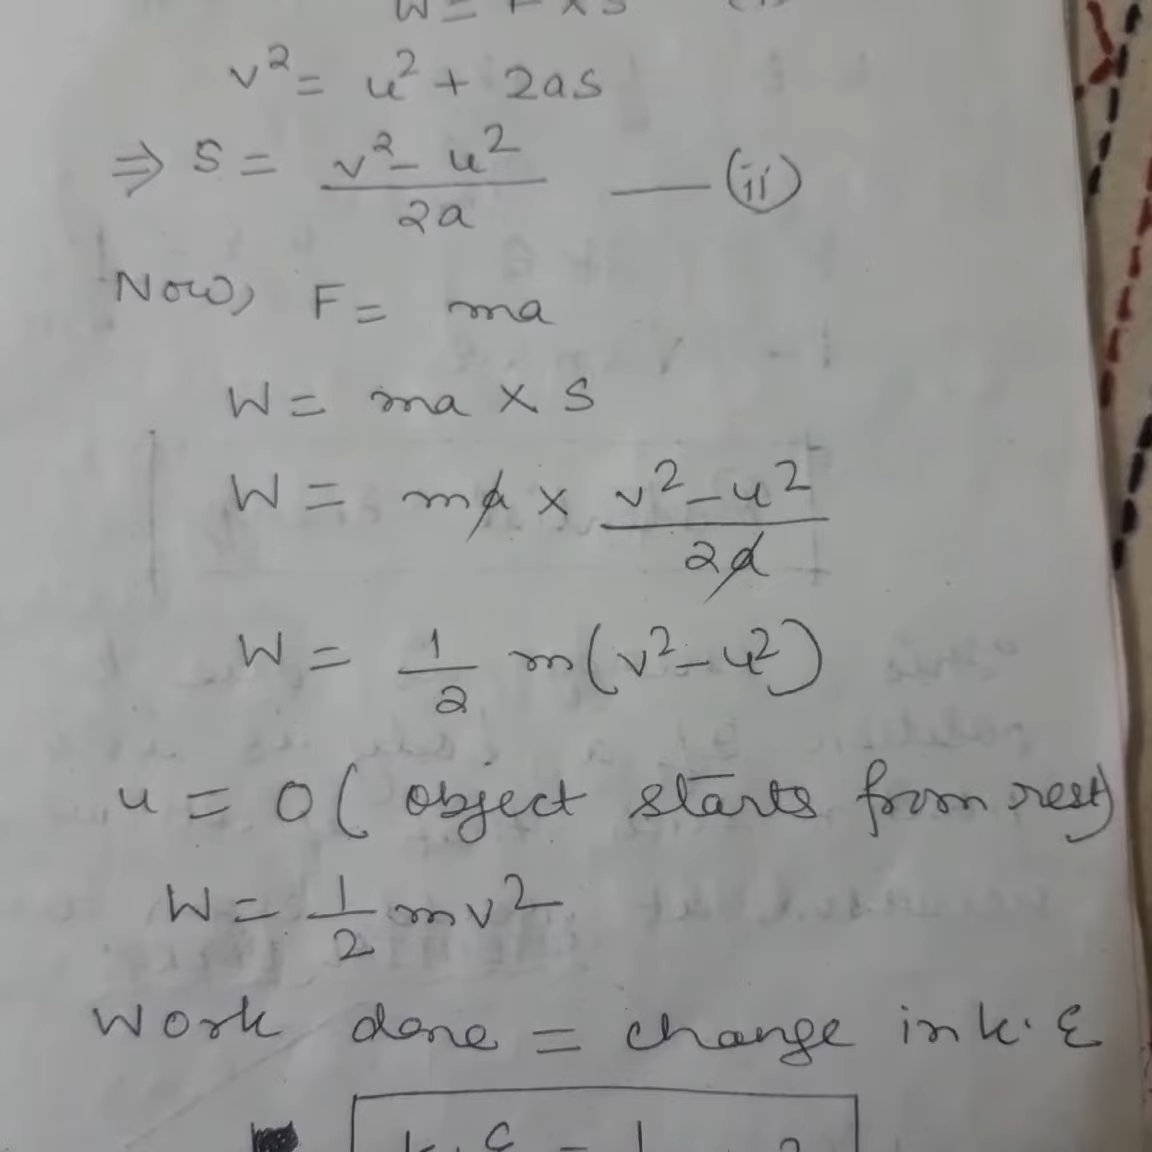 W = F × S
v² = u² + 2as
⇒ S = v² - u² / 2a — (ii)
Now, F = ma
W = ma × S
W = ma × v² - u² / 2a
W = 1/2 m(v² - u²)
u = 0 ( object starts from rest)
W = 1/2 mv²
Work done = change in k.E